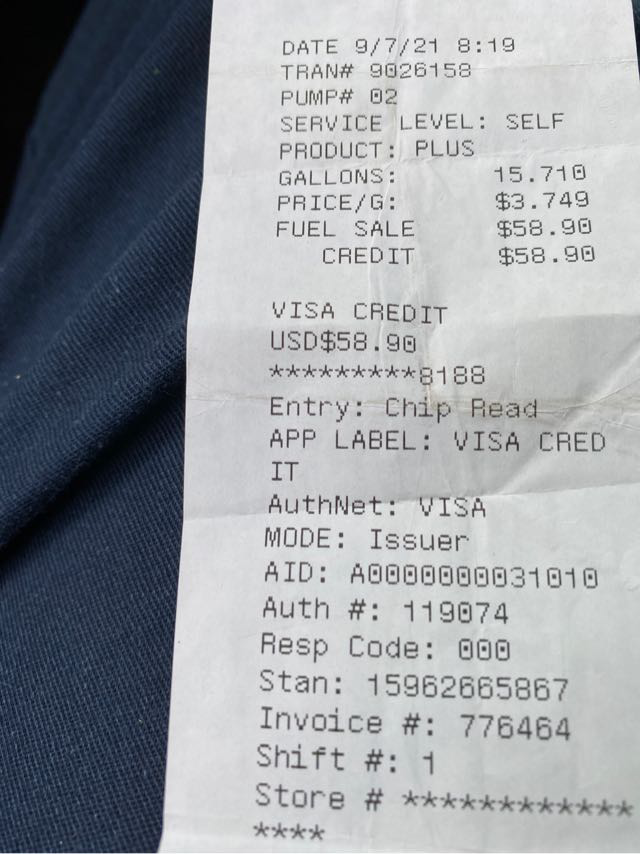 DATE 9/7/21 8:19
TRAN# 9026158
PUMP# 02
SERVICE LEVEL: SELF
PRODUCT: PLUS
GALLONS: 15.710
PRICE/G: $3.749
FUEL SALE $58.90
CREDIT $58.90
VISA CREDIT
USD$58.90
*********8188
Entry: Chip Read
APP LABEL: VISA CRED
IT
AuthNet: VISA
MODE: Issuer
AID: A0000000031010
Auth #: 119074
Resp Code: 000
Stan: 15962665867
Invoice #: 776464
Shift #: 1
Store # ************
****